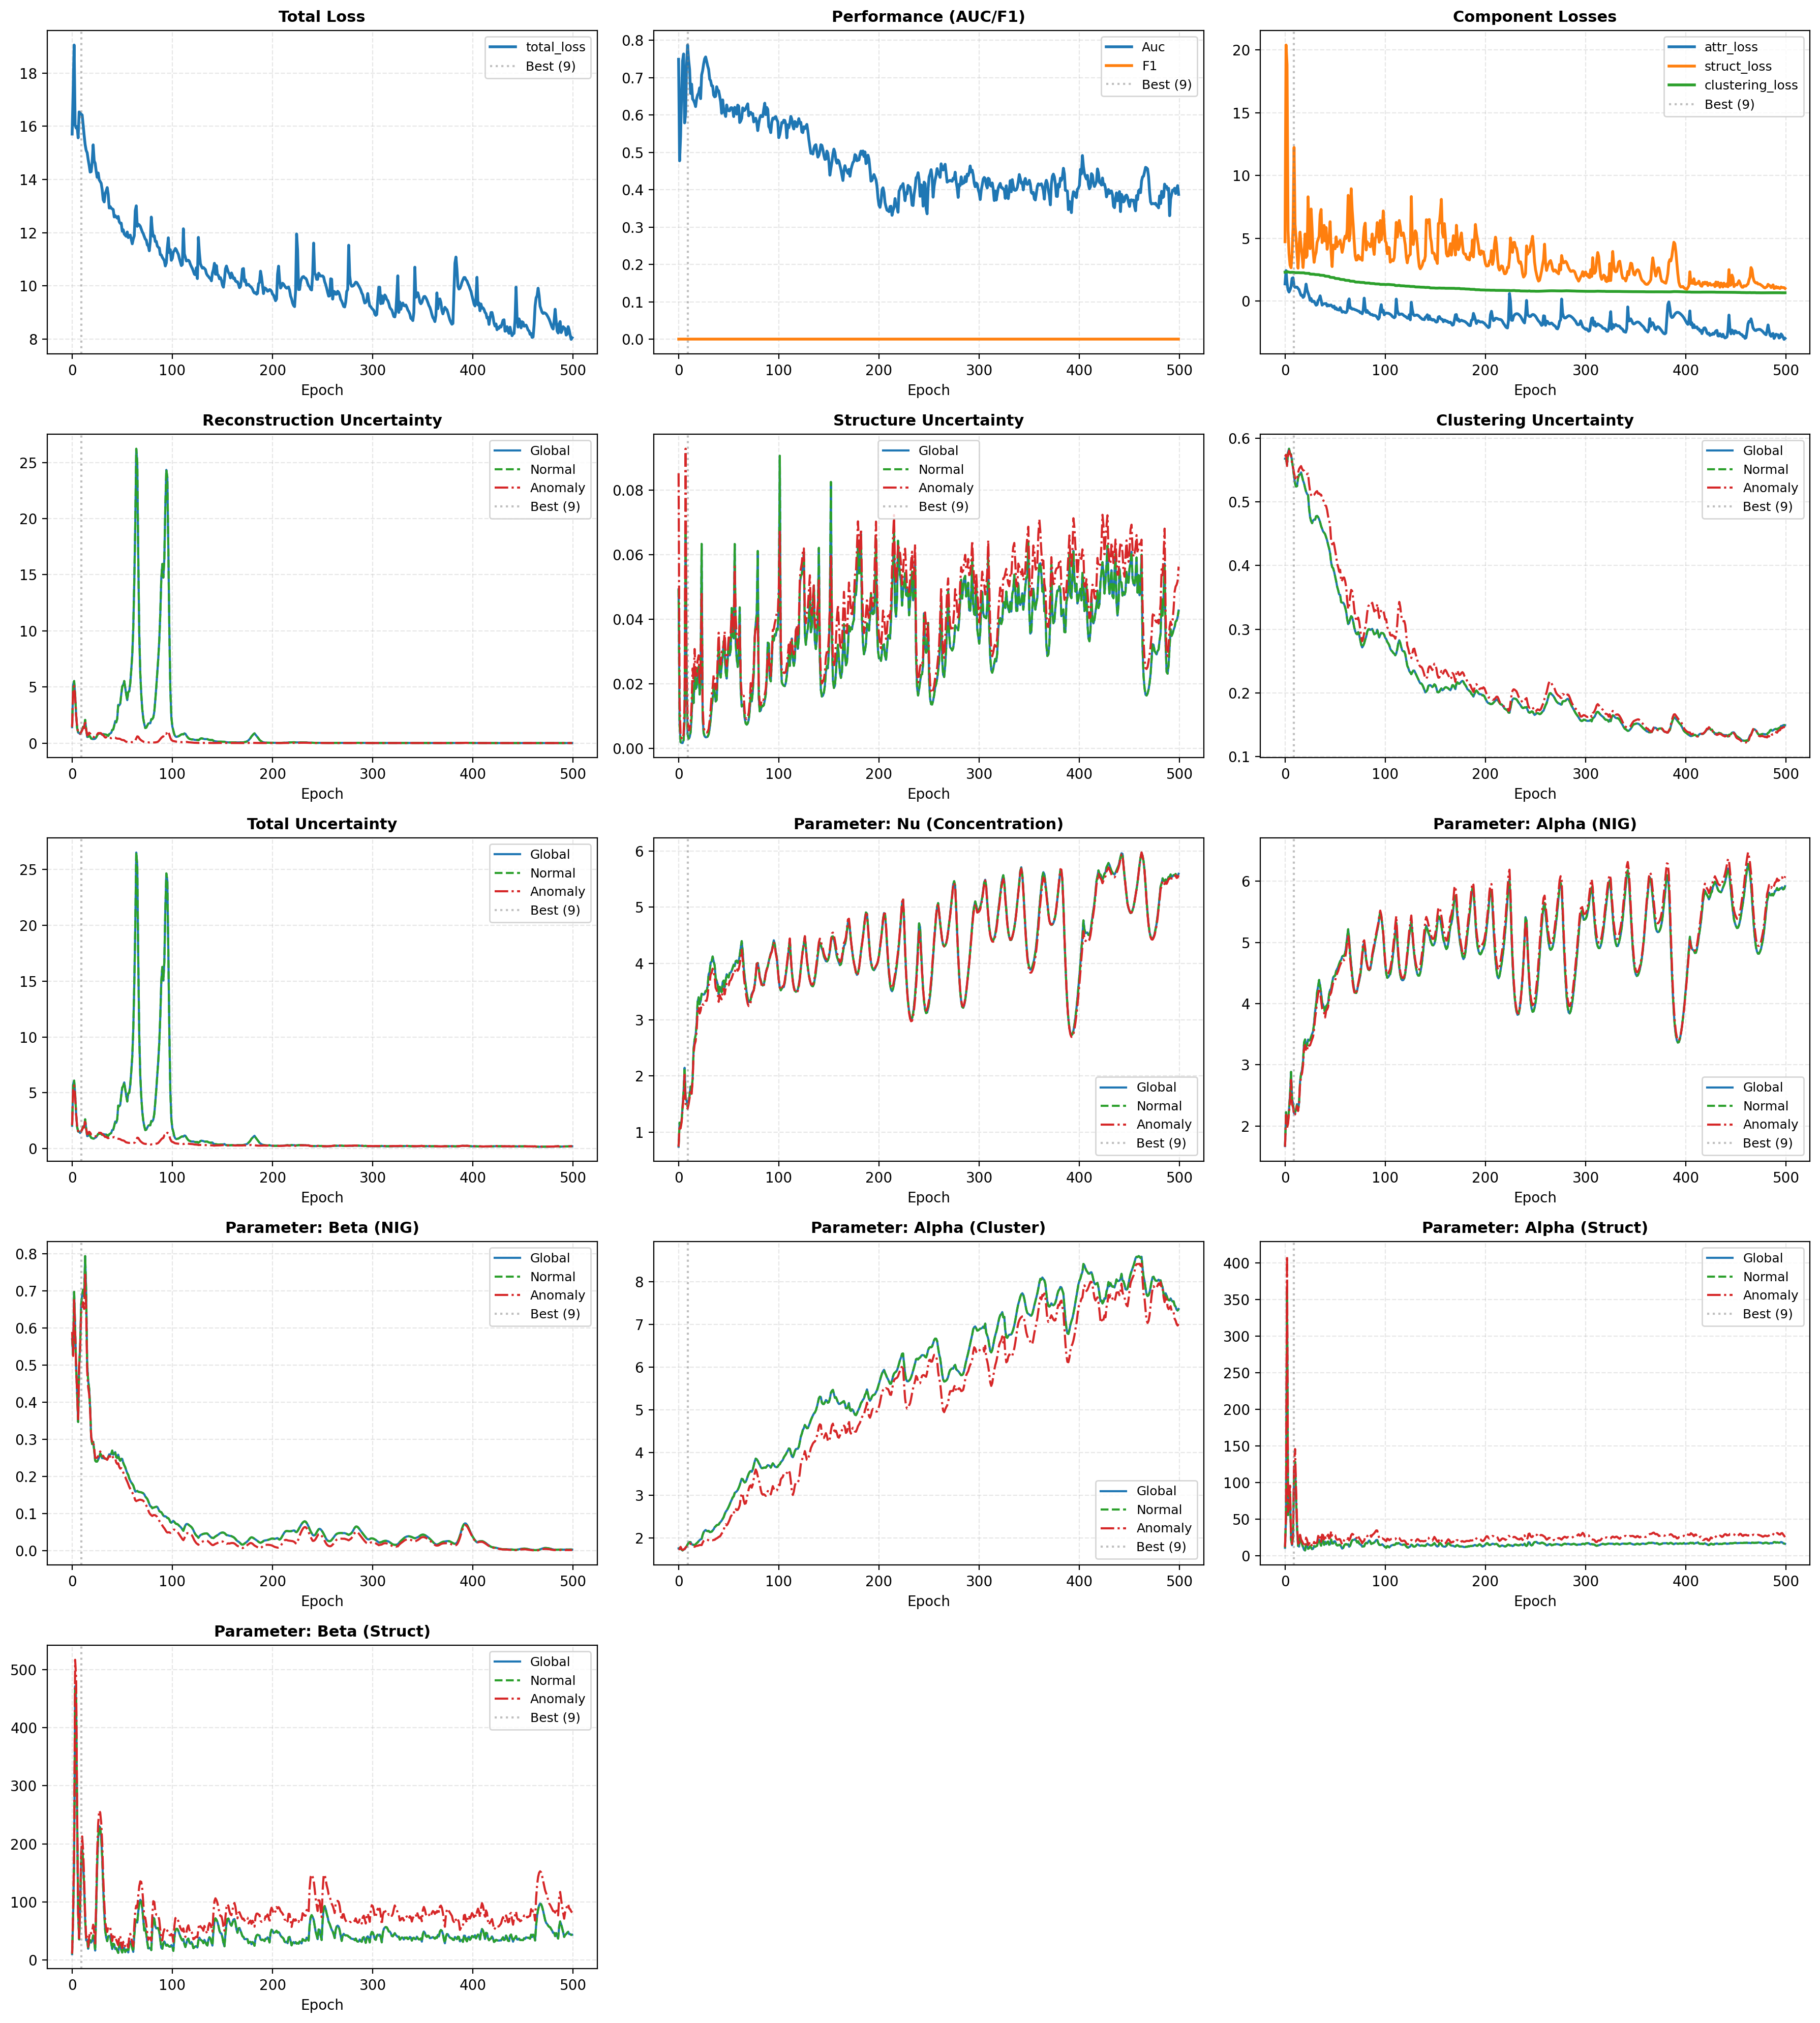 Total Loss
18
16
14
12
10
8
total_loss
Best (9)
0
100
200
300
400
500
Epoch
Performance (AUC/F1)
0.8
0.7
0.6
0.5
0.4
0.3
0.2
0.1
0.0
Auc
F1
Best (9)
0
100
200
300
400
500
Epoch
Component Losses
20
15
10
5
0
attr_loss
struct_loss
clustering_loss
Best (9)
0
100
200
300
400
500
Epoch
Reconstruction Uncertainty
25
20
15
10
5
0
Global
Normal
Anomaly
Best (9)
0
100
200
300
400
500
Epoch
Structure Uncertainty
0.08
0.06
0.04
0.02
0.00
Global
Normal
Anomaly
Best (9)
0
100
200
300
400
500
Epoch
Clustering Uncertainty
0.6
0.5
0.4
0.3
0.2
0.1
Global
Normal
Anomaly
Best (9)
0
100
200
300
400
500
Epoch
Total Uncertainty
25
20
15
10
5
0
Global
Normal
Anomaly
Best (9)
0
100
200
300
400
500
Epoch
Parameter: Nu (Concentration)
6
5
4
3
2
1
Global
Normal
Anomaly
Best (9)
0
100
200
300
400
500
Epoch
Parameter: Alpha (NIG)
6
5
4
3
2
Global
Normal
Anomaly
Best (9)
0
100
200
300
400
500
Epoch
Parameter: Beta (NIG)
0.8
0.7
0.6
0.5
0.4
0.3
0.2
0.1
0.0
Global
Normal
Anomaly
Best (9)
0
100
200
300
400
500
Epoch
Parameter: Alpha (Cluster)
8
7
6
5
4
3
2
Global
Normal
Anomaly
Best (9)
0
100
200
300
400
500
Epoch
Parameter: Alpha (Struct)
400
350
300
250
200
150
100
50
0
Global
Normal
Anomaly
Best (9)
0
100
200
300
400
500
Epoch
Parameter: Beta (Struct)
500
400
300
200
100
0
Global
Normal
Anomaly
Best (9)
0
100
200
300
400
500
Epoch